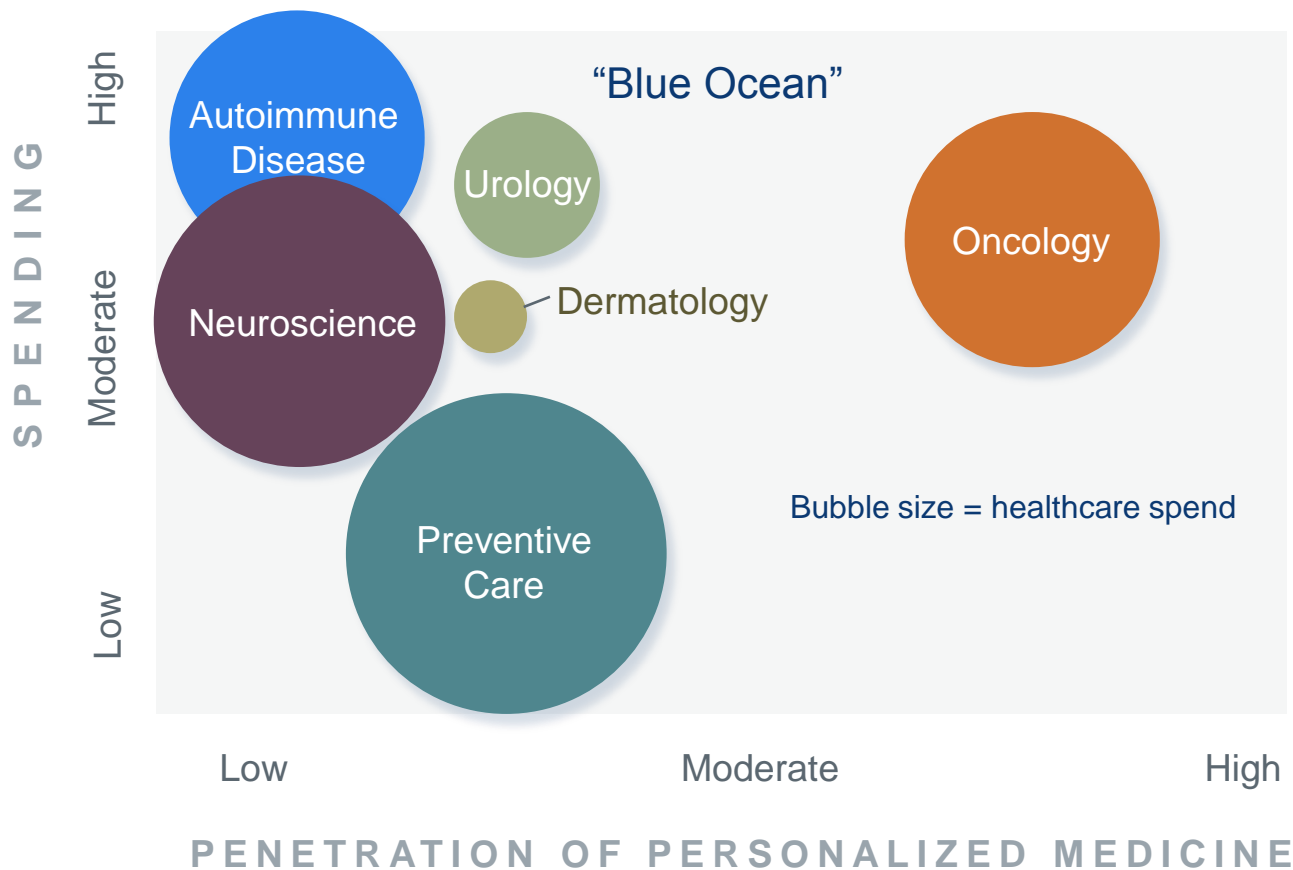 “Blue Ocean”
High
Autoimmune
Disease
Urology
Oncology
SPENDING
Moderate
Neuroscience
Dermatology
Bubble size = healthcare spend
Preventive
Care
Low
Low
Moderate
High
PENETRATION OF PERSONALIZED MEDICINE